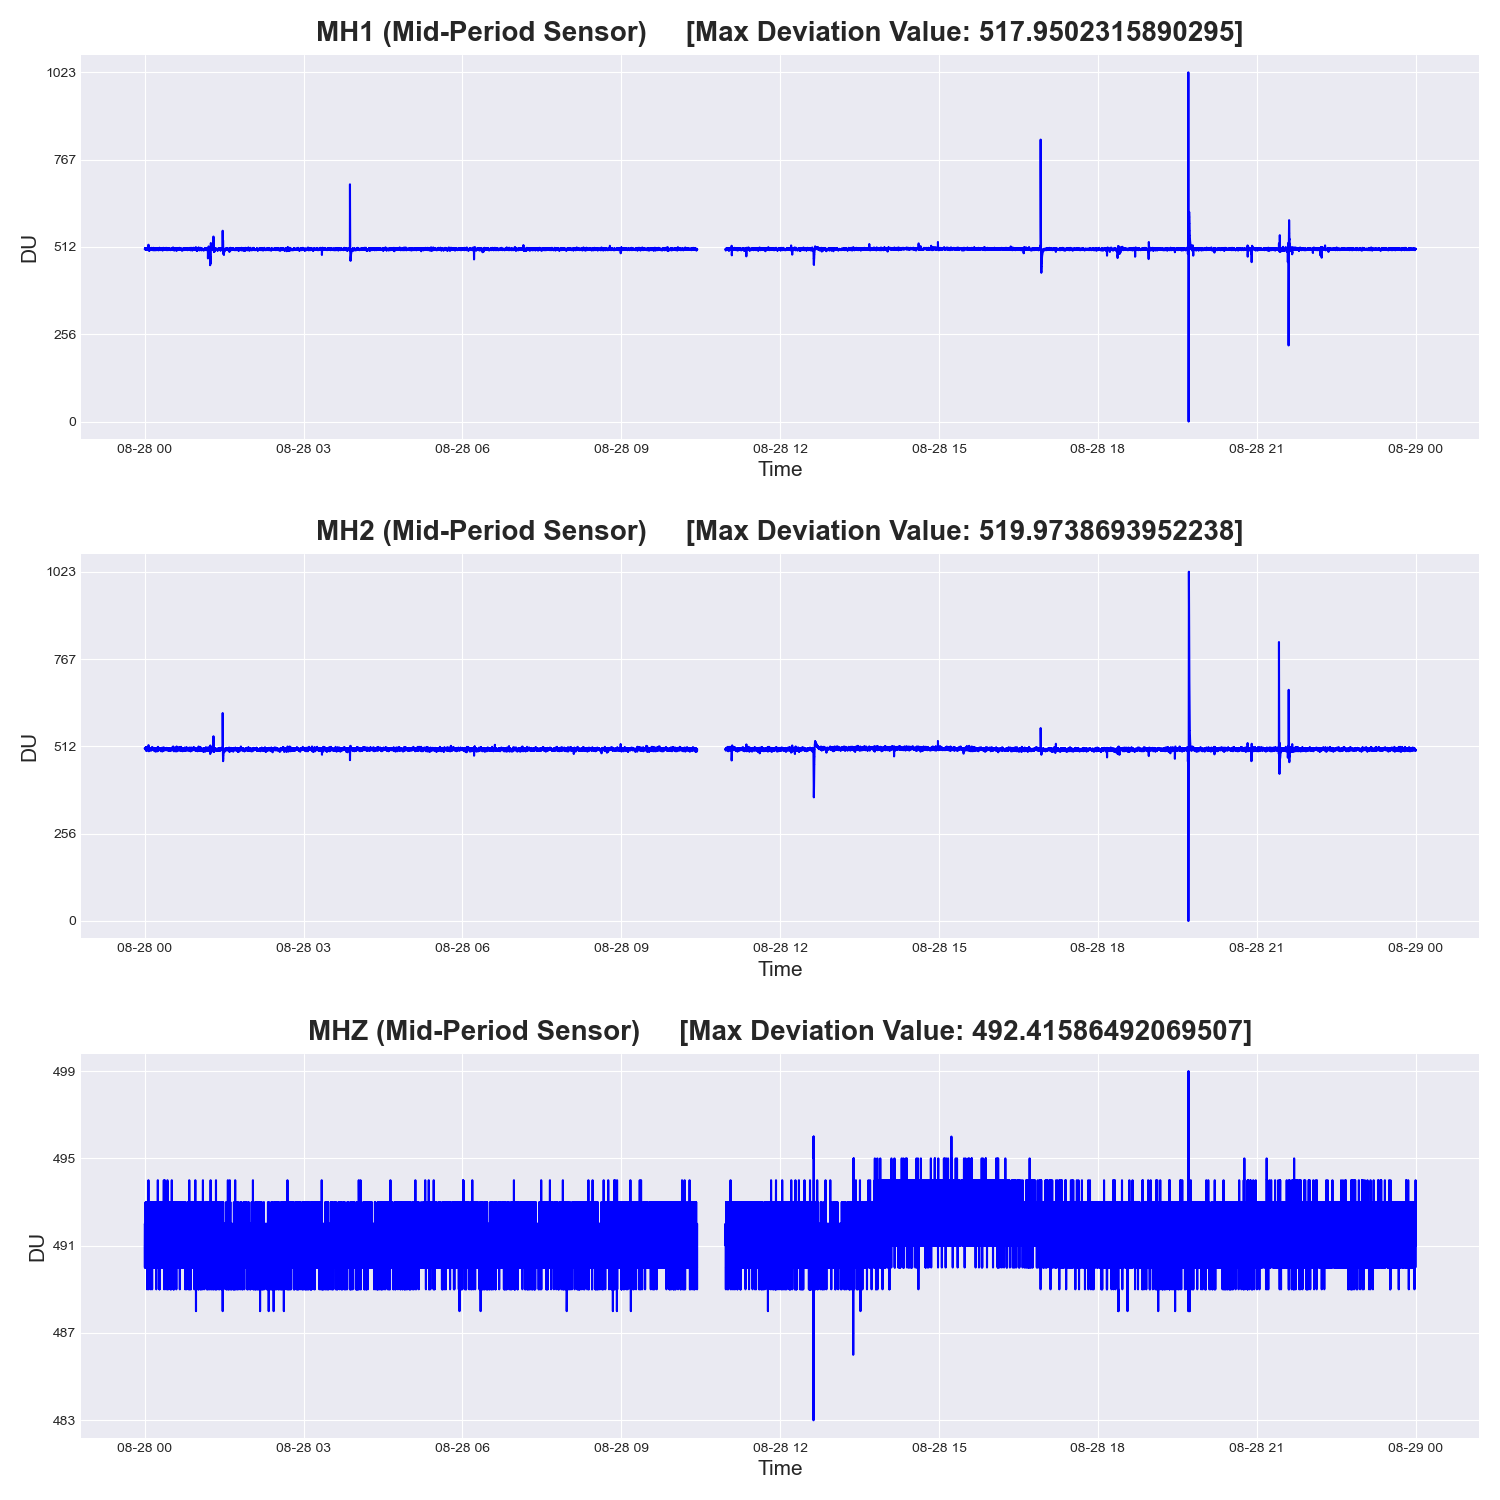 MH1 (Mid-Period Sensor)     [Max Deviation Value: 517.9502315890295]
1023
767
512
256
0
DU
08-28 00 08-28 03 08-28 06 08-28 09 08-28 12 08-28 15 08-28 18 08-28 21 08-29 00
Time
MH2 (Mid-Period Sensor)     [Max Deviation Value: 519.9738693952238]
1023
767
512
256
0
DU
08-28 00 08-28 03 08-28 06 08-28 09 08-28 12 08-28 15 08-28 18 08-28 21 08-29 00
Time
MHZ (Mid-Period Sensor)     [Max Deviation Value: 492.41586492069507]
499
495
491
487
483
DU
08-28 00 08-28 03 08-28 06 08-28 09 08-28 12 08-28 15 08-28 18 08-28 21 08-29 00
Time